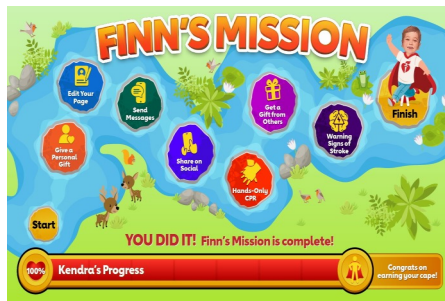 FINN'S MISSION
Edit Your
Page
Send
Messages
Get a
Gift from
Others
Finish
Give a
Personal
Gift
Share on
Social
Warning
Signs of
Stroke
Hands-Only
CPR
Start
YOU DID IT! Finn's Mission is complete!
100%
Kendra's Progress
Congrats on
earning your cape!